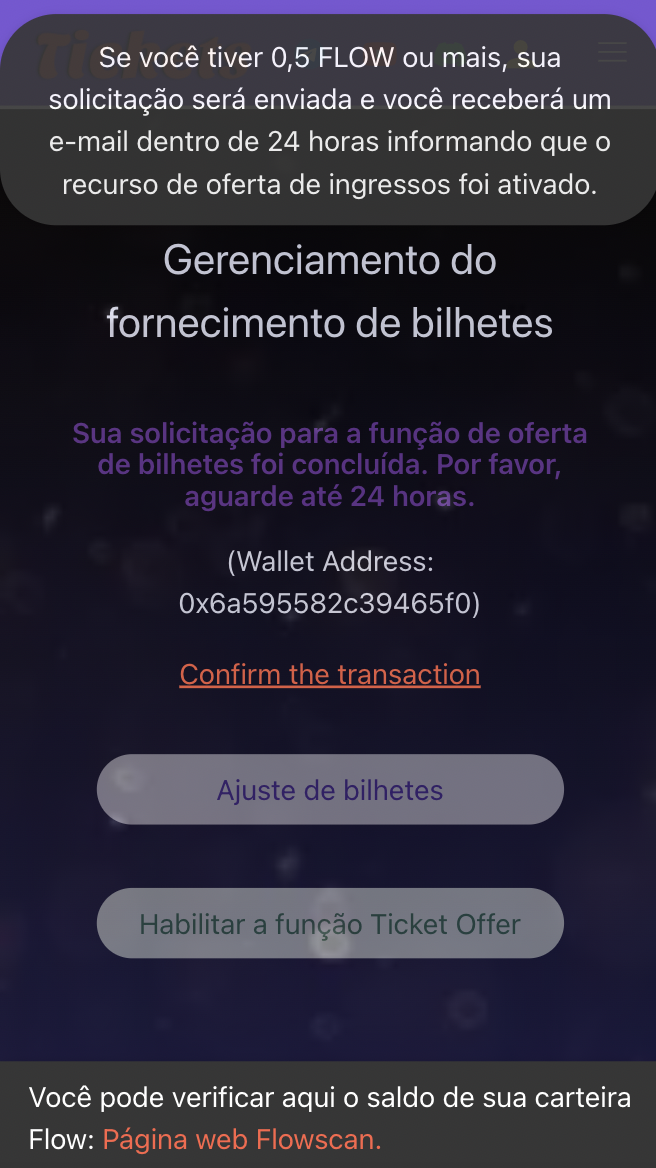 Se você tiver 0,5 FLOW ou mais, sua
solicitação será enviada e você receberá um
e-mail dentro de 24 horas informando que o
recurso de oferta de ingressos foi ativado.
Gerenciamento do
fornecimento de bilhetes
Sua solicitação para a função de oferta
de bilhetes foi concluída. Por favor,
aguarde até 24 horas.
(Wallet Address:
0x6a595582c39465f0)
Confirm the transaction
Ajuste de bilhetes
Habilitar a função Ticket Offer
Você pode verificar aqui o saldo de sua carteira
Flow: Página web Flowscan.